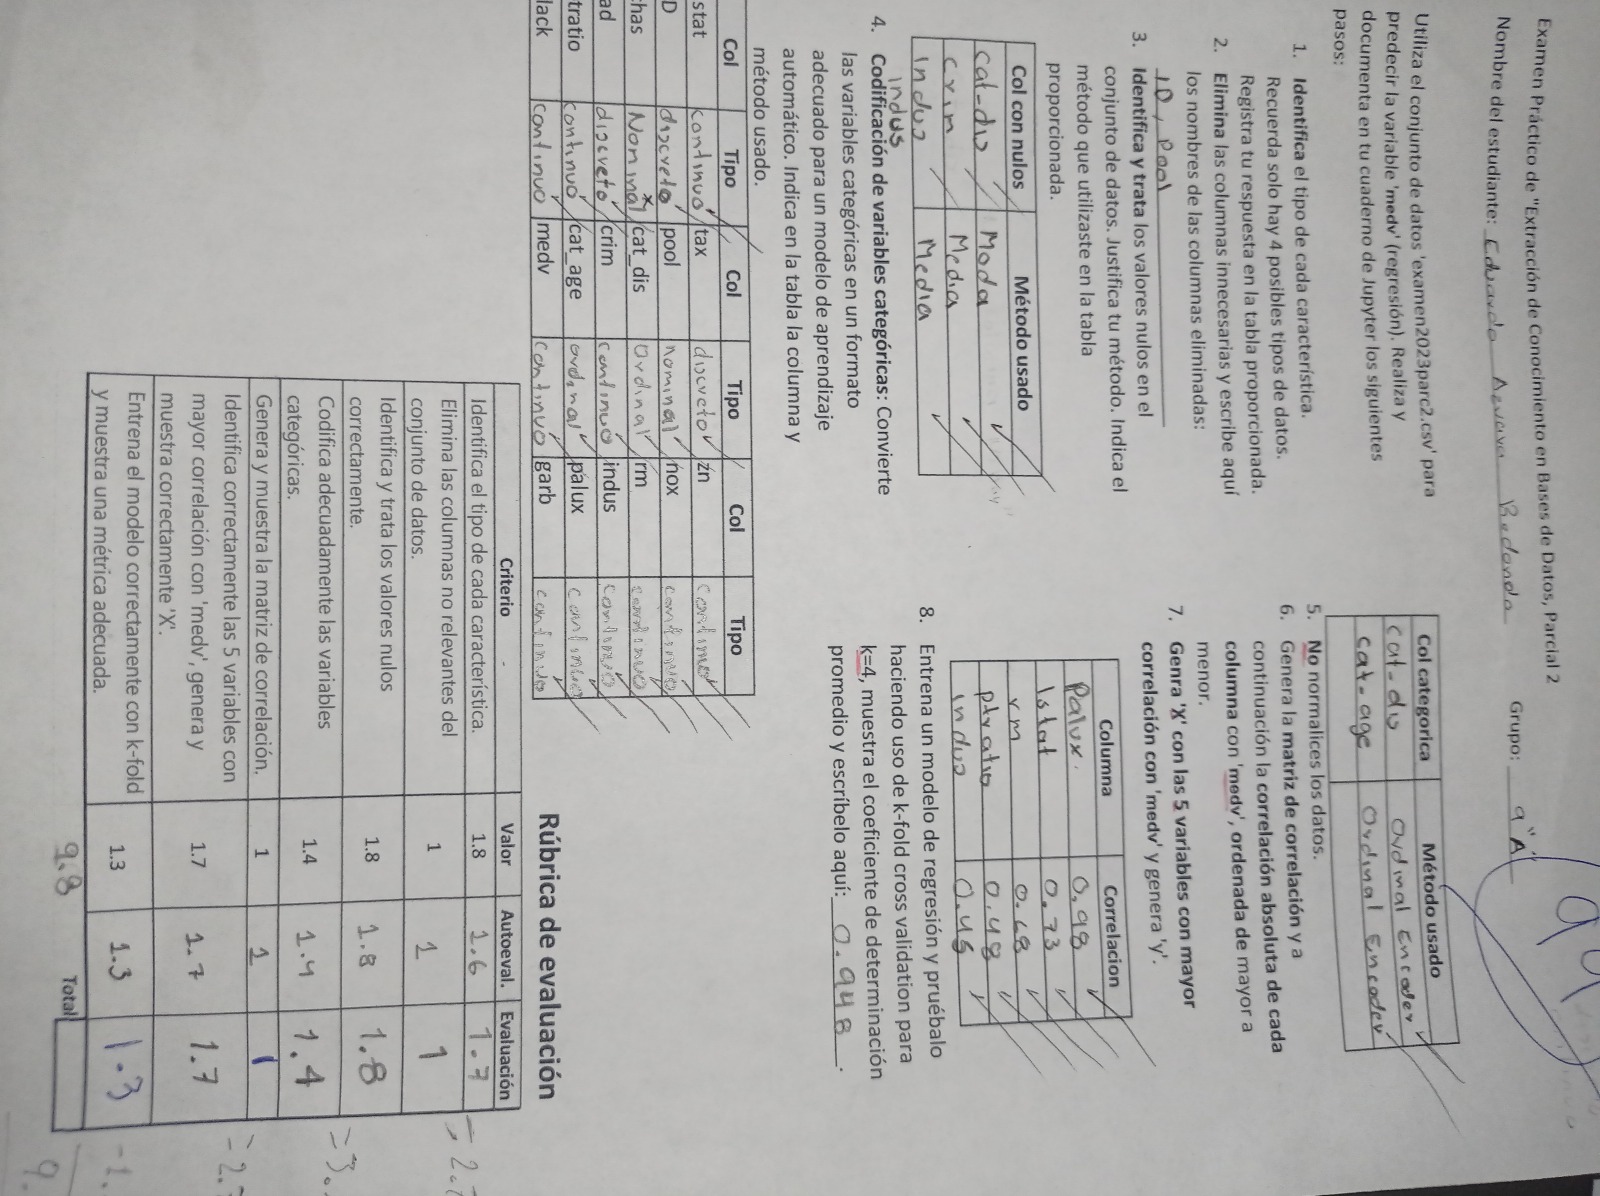 Examen Práctico de "Extracción de Conocimiento en Bases de Datos, Parcial 2
Nombre del estudiante: Eduardo Redondo Grupo: 9"A"
Utiliza el conjunto de datos 'examen2023parc2.csv' para
predecir la variable 'medv' (regresión). Realiza y
documenta en tu cuaderno de Jupyter los siguientes
pasos:
1. Identifica el tipo de cada característica.
Recuerda solo hay 4 posibles tipos de datos.
Registra tu respuesta en la tabla proporcionada.
2. Elimina las columnas innecesarias y escribe aquí
los nombres de las columnas eliminadas:
ID, Pool
3. Identifica y trata los valores nulos en el
conjunto de datos. Justifica tu método. Indica el
método que utilizaste en la tabla
proporcionada.
Col con nulos Método usado
cat-dis Moda
crim Media
Indus Media
4. Codificación de variables categóricas: Convierte
indus
las variables categóricas en un formato
adecuado para un modelo de aprendizaje
automático. Indica en la tabla la columna y
método usado.
Col Tipo Col Tipo Col Tipo
stat continuo tax discreto zn continuo
D discreto pool nominal nox continuo
has Nominal cat_dis Ordinal rm continuo
ad discreto crim continuo indus continuo
tratio continuo cat_age ordinal palux continuo
lack continuo medv continuo garb continuo
Col categorica Método usado
cat-dis Ordinal Encoder
cat-age Ordinal Encoder
5. No normalices los datos.
6. Genera la matriz de correlación y a
continuación la correlación absoluta de cada
columna con 'medv', ordenada de mayor a
menor.
7. Genra 'X' con las 5 variables con mayor
correlación con 'medv' y genera 'y'.
Columna Correlacion
Palux. 0.98
lstat 0.73
rm 0.68
ptratio 0.48
indus 0.45
8. Entrena un modelo de regresión y pruébalo
haciendo uso de k-fold cross validation para
k=4, muestra el coeficiente de determinación
promedio y escríbelo aquí: 0.948.
Rúbrica de evaluación
Criterio Valor Autoeval. Evaluación
Identifica el tipo de cada característica. 1.8 1.6 1.7
Elimina las columnas no relevantes del
conjunto de datos. 1 1 1
Identifica y trata los valores nulos
correctamente. 1.8 1.8 1.8
Codifica adecuadamente las variables
categóricas. 1.4 1.4 1.4
Genera y muestra la matriz de correlación. 1 1 1
Identifica correctamente las 5 variables con
mayor correlación con 'medv', genera y
muestra correctamente 'X'. 1.7 1.7 1.7
Entrena el modelo correctamente con k-fold
y muestra una métrica adecuada. 1.3 1.3 1.3
9.8 Total